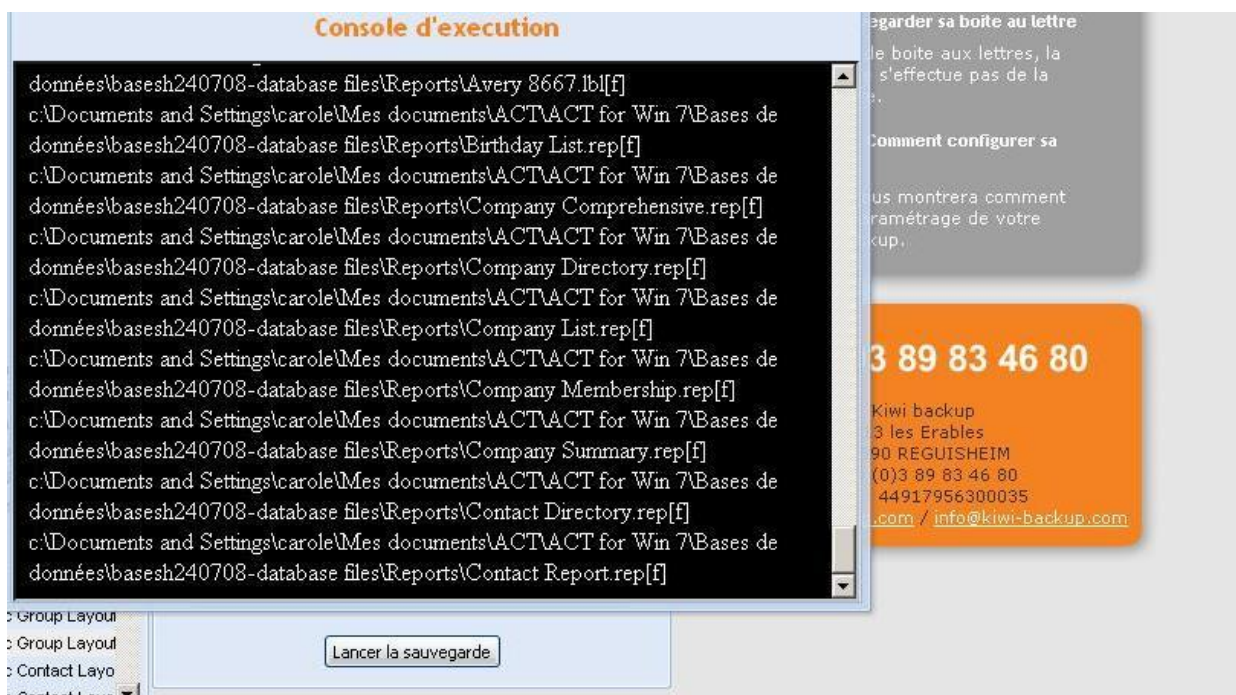 Console d'execution
données\basesh240708-database files\Reports\Avery 8667.lbl[f]
c:\Documents and Settings\carole\Mes documents\ACT\ACT for Win 7\Bases de
données\basesh240708-database files\Reports\Birthday List.rep[f]
c:\Documents and Settings\carole\Mes documents\ACT\ACT for Win 7\Bases de
données\basesh240708-database files\Reports\Company Comprehensive.rep[f]
c:\Documents and Settings\carole\Mes documents\ACT\ACT for Win 7\Bases de
données\basesh240708-database files\Reports\Company Directory.rep[f]
c:\Documents and Settings\carole\Mes documents\ACT\ACT for Win 7\Bases de
données\basesh240708-database files\Reports\Company List.rep[f]
c:\Documents and Settings\carole\Mes documents\ACT\ACT for Win 7\Bases de
données\basesh240708-database files\Reports\Company Membership.rep[f]
c:\Documents and Settings\carole\Mes documents\ACT\ACT for Win 7\Bases de
données\basesh240708-database files\Reports\Company Summary.rep[f]
c:\Documents and Settings\carole\Mes documents\ACT\ACT for Win 7\Bases de
données\basesh240708-database files\Reports\Contact Directory.rep[f]
c:\Documents and Settings\carole\Mes documents\ACT\ACT for Win 7\Bases de
données\basesh240708-database files\Reports\Contact Report.rep[f]
egarder sa boite au lettre
le boite aux lettres, la
s'effectue pas de la
Comment configurer sa
us montrera comment
ramétrage de votre
kup.
3 89 83 46 80
Kiwi backup
3 les Erables
90 REGUISHEIM
(0)3 89 83 46 80
44917956300035
.com / info@kiwi-backup.com
c Group Layout
c Group Layout
c Contact Layo
Lancer la sauvegarde